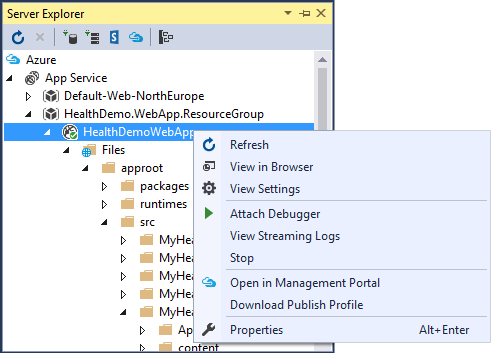 Server Explorer
Azure
App Service
Default-Web-NorthEurope
HealthDemo.WebApp.ResourceGroup
HealthDemoWebApp
Files
approot
packages
runtimes
src
MyHea
MyHea
MyHea
MyHea
MyHea
Ap
content
Refresh
View in Browser
View Settings
Attach Debugger
View Streaming Logs
Stop
Open in Management Portal
Download Publish Profile
Properties Alt+Enter